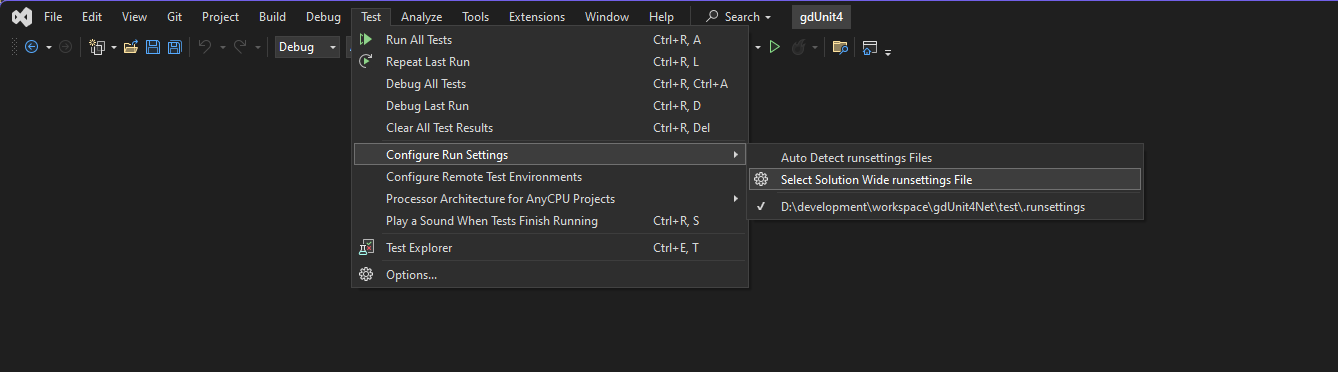 File Edit View Git Project Build Debug Test Analyze Tools Extensions Window Help Search gdUnit4
Debug
Run All Tests Ctrl+R, A
Repeat Last Run Ctrl+R, L
Debug All Tests Ctrl+R, Ctrl+A
Debug Last Run Ctrl+R, D
Clear All Test Results Ctrl+R, Del
Configure Run Settings
Configure Remote Test Environments
Processor Architecture for AnyCPU Projects
Play a Sound When Tests Finish Running Ctrl+R, S
Test Explorer Ctrl+E, T
Options...
Auto Detect runsettings Files
Select Solution Wide runsettings File
D:\development\workspace\gdUnit4Net\test\.runsettings